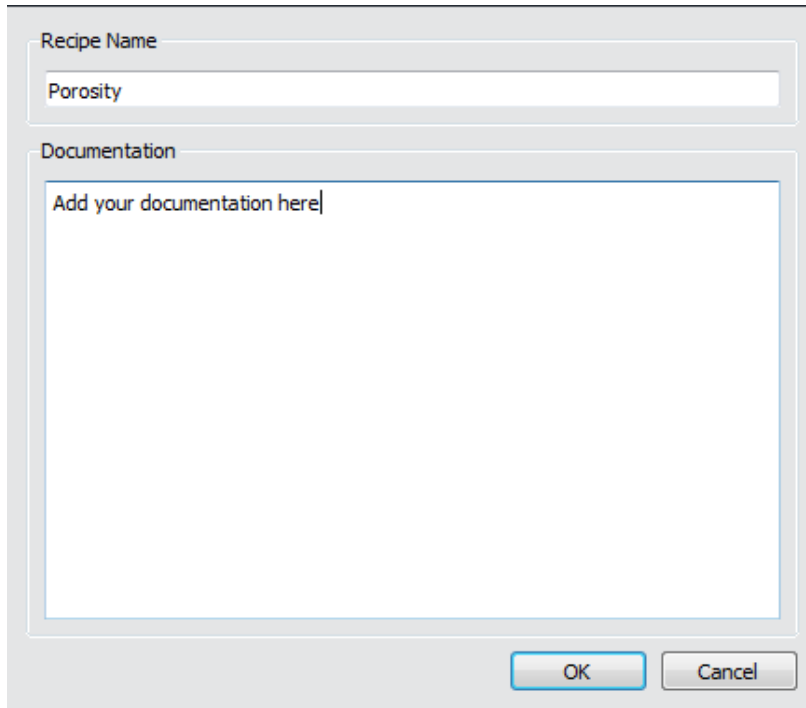 Recipe Name
Porosity
Documentation
Add your documentation here
OK
Cancel